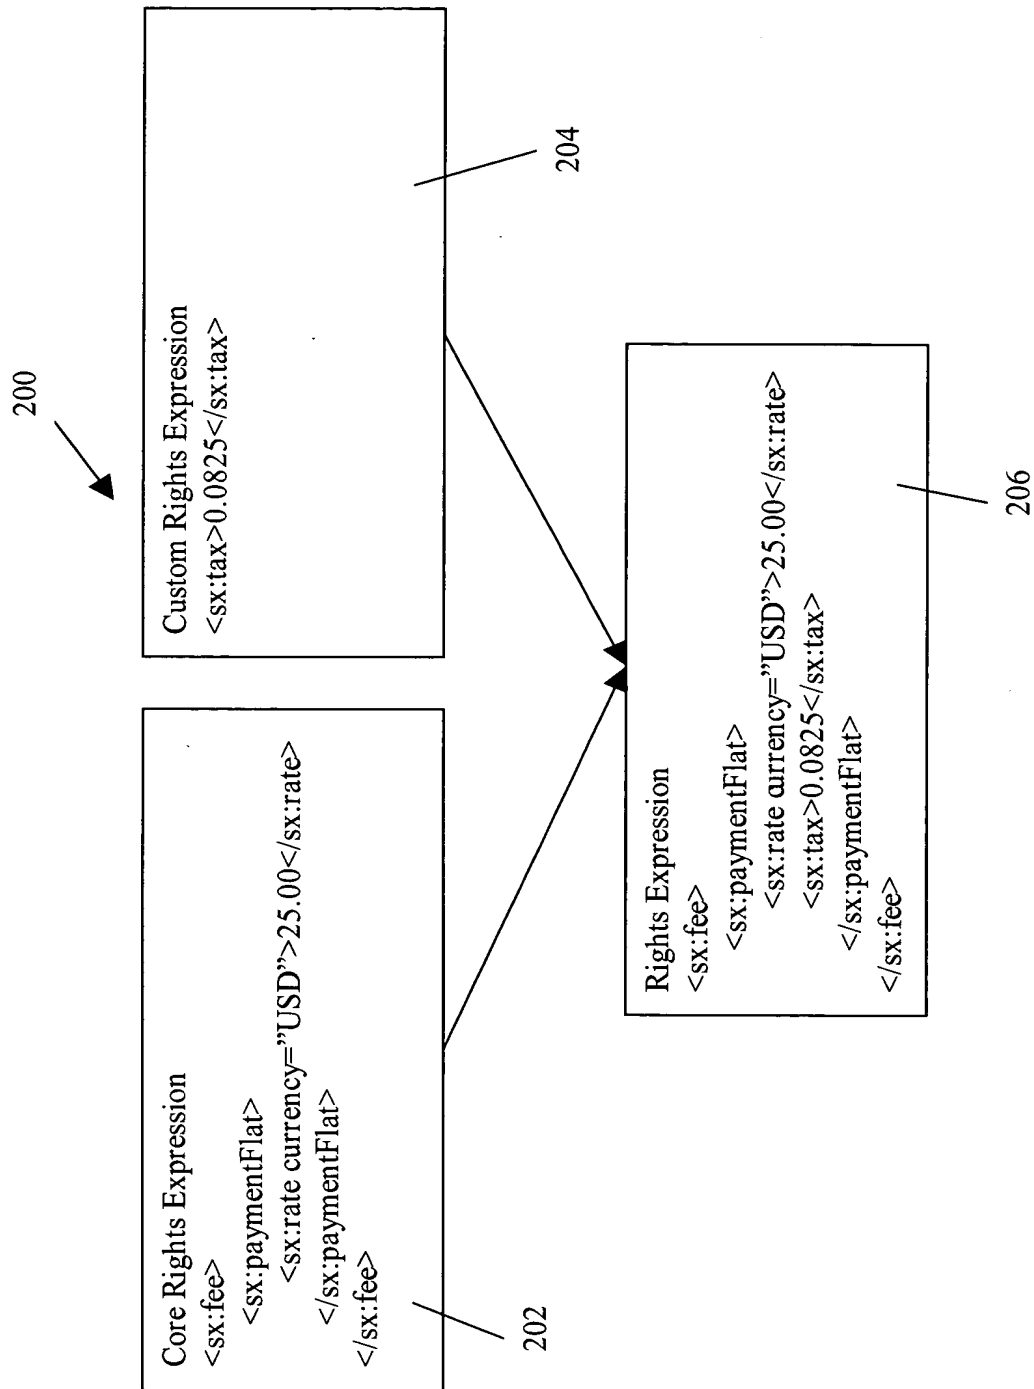 200
Core Rights Expression
<sx:fee>
<sx:paymentFlat>
<sx:rate currency=”USD”>25.00</sx:rate>
</sx:paymentFlat>
</sx:fee>
202
Custom Rights Expression
<sx:tax>0.0825</sx:tax>
204
Rights Expression
<sx:fee>
<sx:paymentFlat>
<sx:rate currency=”USD”>25.00</sx:rate>
<sx:tax>0.0825</sx:tax>
</sx:paymentFlat>
</sx:fee>
206